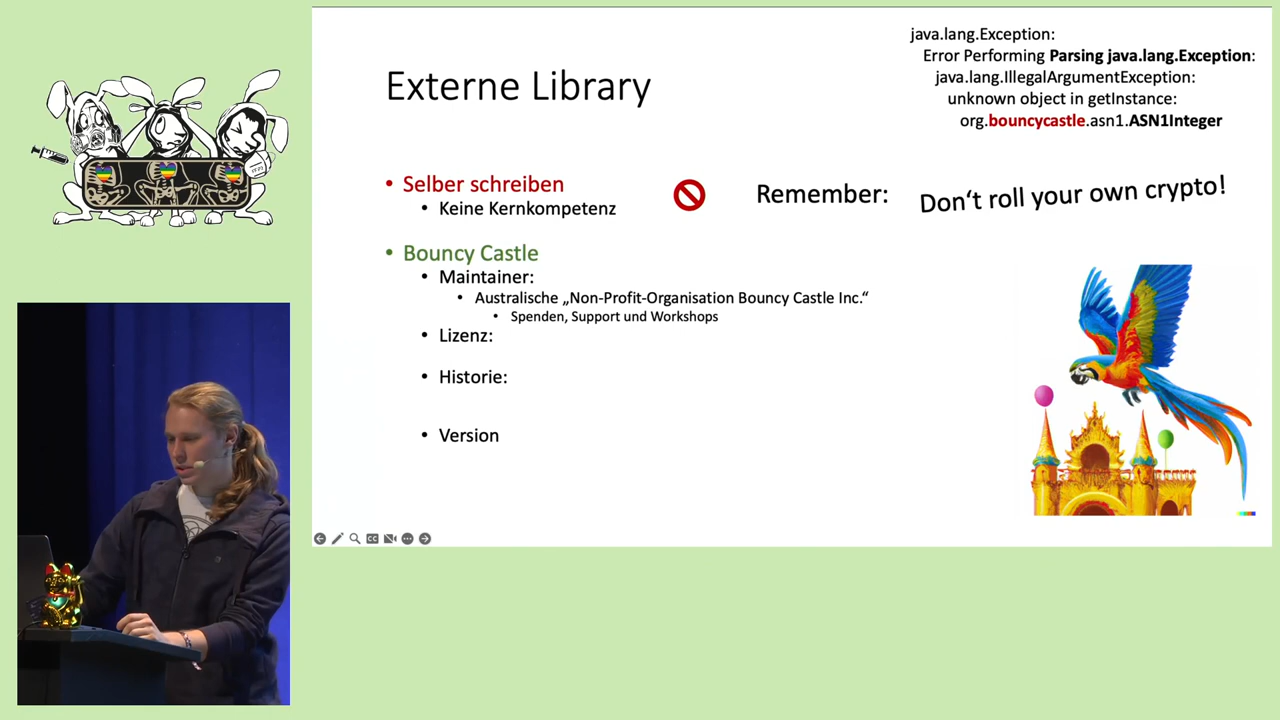 Externe Library
java.lang.Exception:
Error Performing Parsing java.lang.Exception:
java.lang.IllegalArgumentException:
unknown object in getInstance:
org.bouncycastle.asn1.ASN1Integer
• Selber schreiben
• Keine Kernkompetenz
Remember: Don‘t roll your own crypto!
• Bouncy Castle
• Maintainer:
• Australische „Non-Profit-Organisation Bouncy Castle Inc.“
• Spenden, Support und Workshops
• Lizenz:
• Historie:
• Version